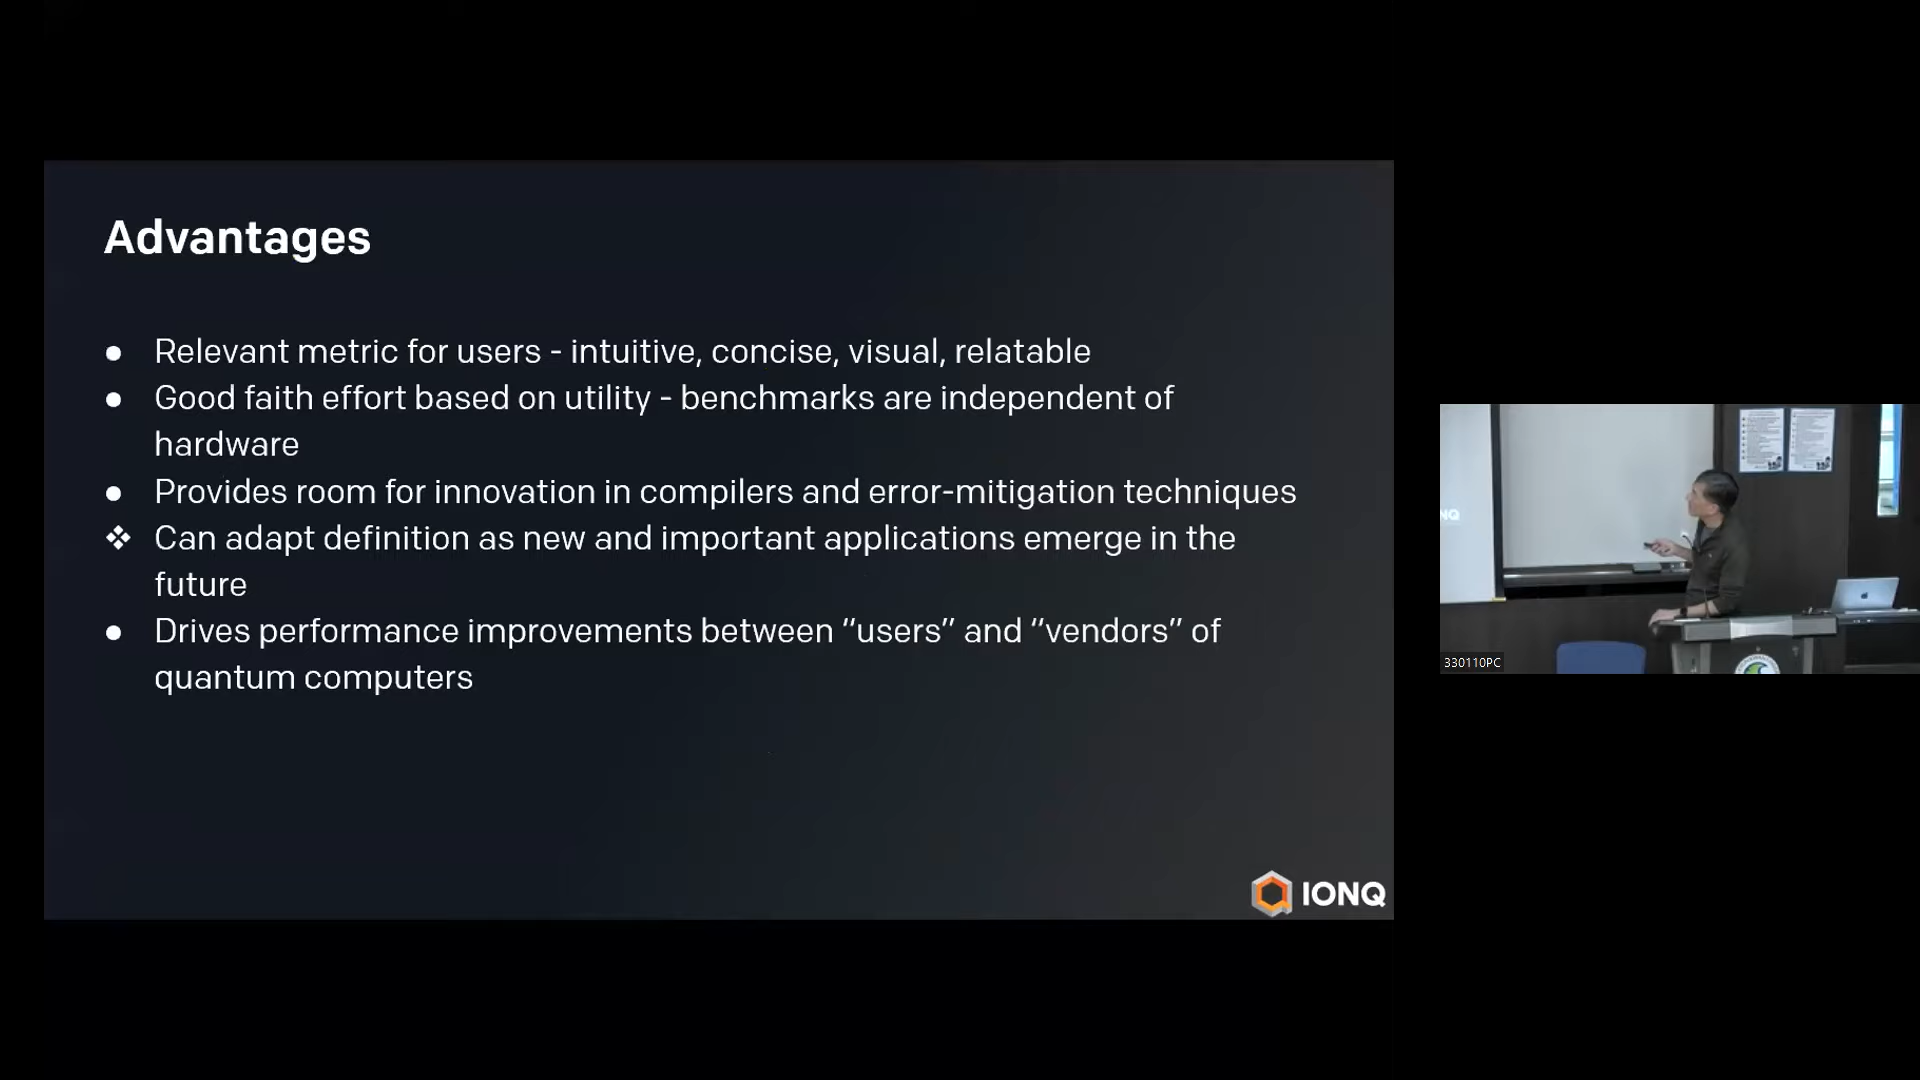 Advantages
● Relevant metric for users - intuitive, concise, visual, relatable
● Good faith effort based on utility - benchmarks are independent of
hardware
● Provides room for innovation in compilers and error-mitigation techniques
❖ Can adapt definition as new and important applications emerge in the
future
● Drives performance improvements between “users” and “vendors” of
quantum computers
IONQ
NQ
330110PC